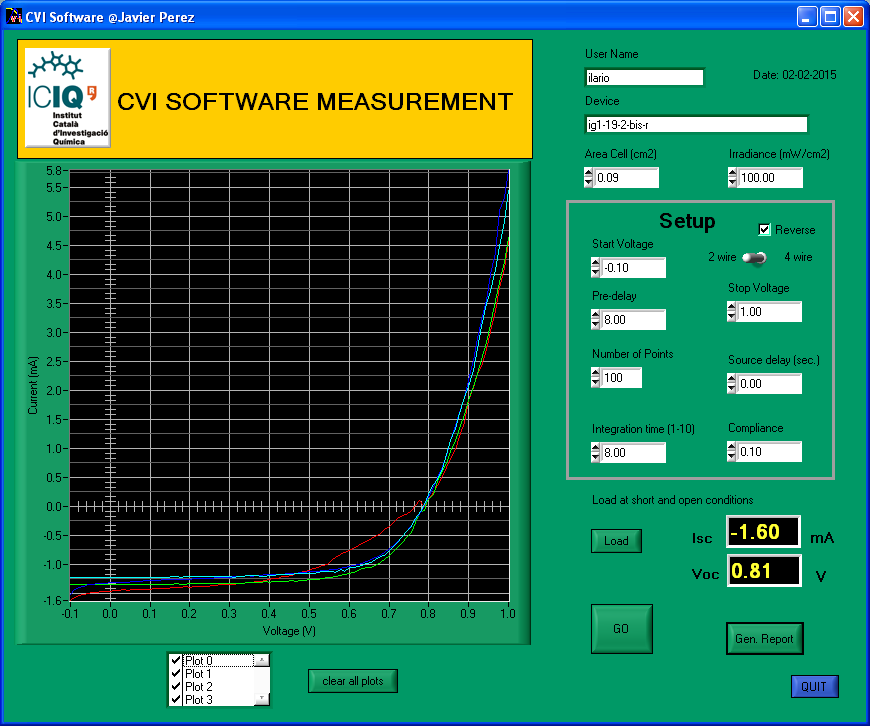 CVI Software @Javier Perez
ICIQ
Institut
Català
d'Investigació
Química
CVI SOFTWARE MEASUREMENT
User Name
ilario
Date: 02-02-2015
Device
ig1-19-2-bis-r
Area Cell (cm2)
Irradiance (mW/cm2)
0.09
100.00
Setup
Reverse
Start Voltage
2 wire
4 wire
-0.10
Pre-delay
Stop Voltage
8.00
1.00
Number of Points
Source delay (sec.)
100
0.00
Integration time (1-10)
Compliance
8.00
0.10
Load at short and open conditions
Load
Isc
-1.60
mA
Voc
0.81
V
GO
Gen. Report
QUIT
Current (mA)
5.8
5.5
5.0
4.5
4.0
3.5
3.0
2.5
2.0
1.5
1.0
0.5
0.0
-0.5
-1.0
-1.6
-0.1 0.0 0.1 0.2 0.3 0.4 0.5 0.6 0.7 0.8 0.9 1.0
Voltage (V)
Plot 0
Plot 1
Plot 2
Plot 3
clear all plots